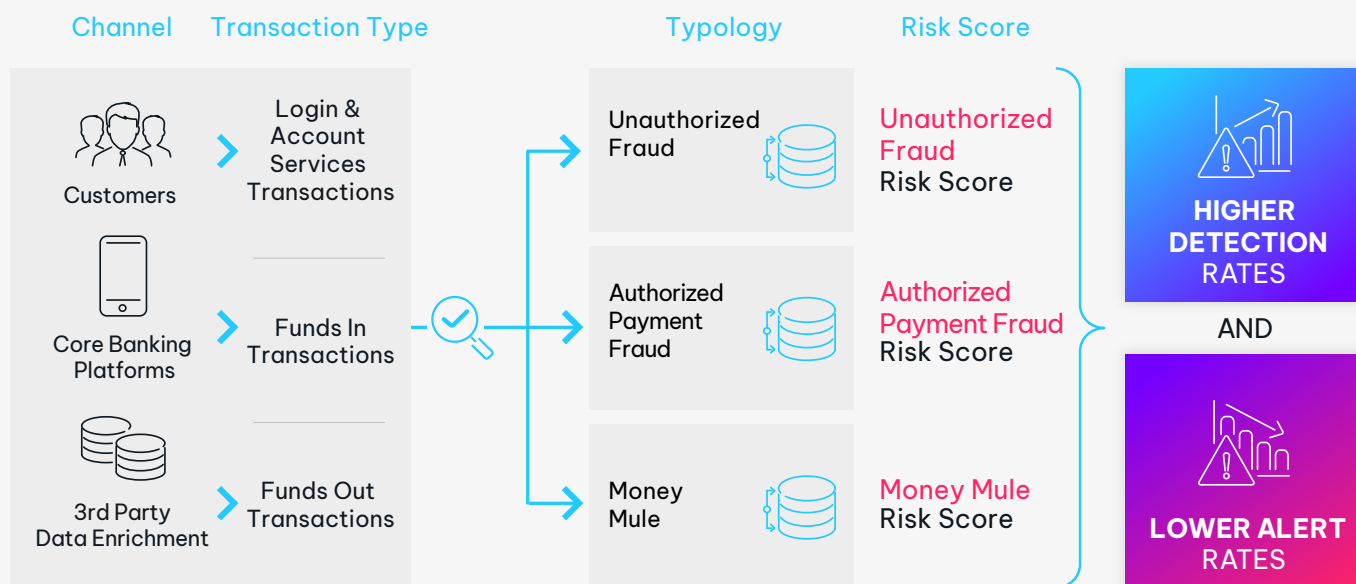 Channel
Transaction Type
Typology
Risk Score
Customers
Login &
Account
Services
Transactions
Core Banking
Platforms
Funds In
Transactions
3rd Party
Data Enrichment
Funds Out
Transactions
Unauthorized
Fraud
Unauthorized
Fraud
Risk Score
Authorized
Payment
Fraud
Authorized
Payment Fraud
Risk Score
Money
Mule
Money Mule
Risk Score
HIGHER
DETECTION
RATES
AND
LOWER ALERT
RATES